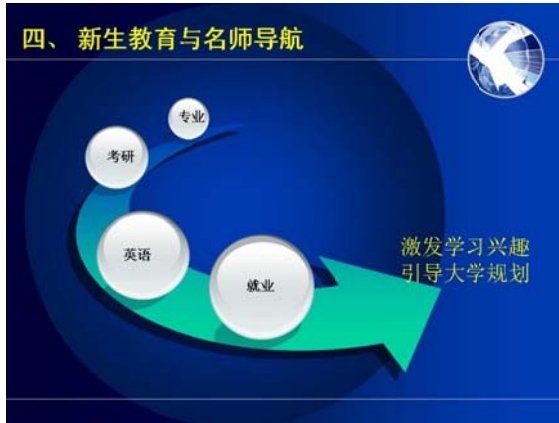 四、 新生教育与名师导航
专业
考研
英语
就业
激发学习兴趣
引导大学规划